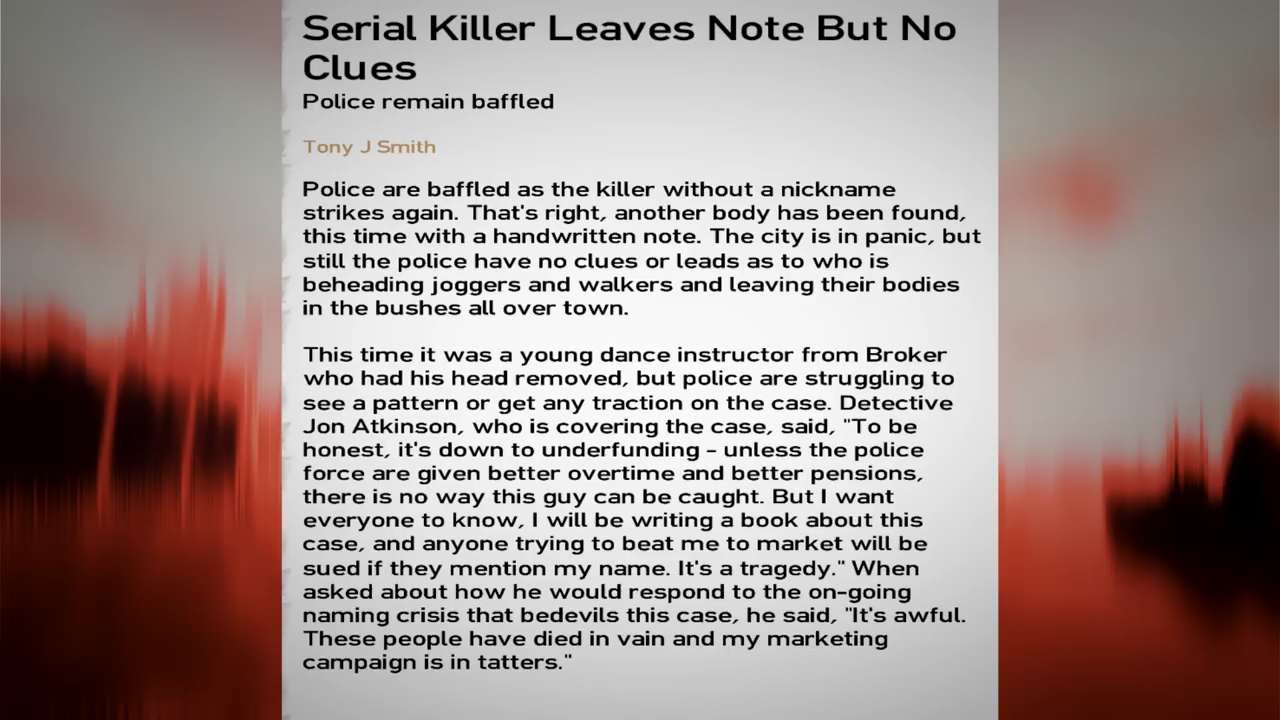 Serial Killer Leaves Note But No
Clues
Police remain baffled
Tony J Smith
Police are baffled as the killer without a nickname
strikes again. That's right, another body has been found,
this time with a handwritten note. The city is in panic, but
still the police have no clues or leads as to who is
beheading joggers and walkers and leaving their bodies
in the bushes all over town.
This time it was a young dance instructor from Broker
who had his head removed, but police are struggling to
see a pattern or get any traction on the case. Detective
Jon Atkinson, who is covering the case, said, "To be
honest, it's down to underfunding - unless the police
force are given better overtime and better pensions,
there is no way this guy can be caught. But I want
everyone to know, I will be writing a book about this
case, and anyone trying to beat me to market will be
sued if they mention my name. It's a tragedy." When
asked about how he would respond to the on-going
naming crisis that bedevils this case, he said, "It's awful.
These people have died in vain and my marketing
campaign is in tatters."